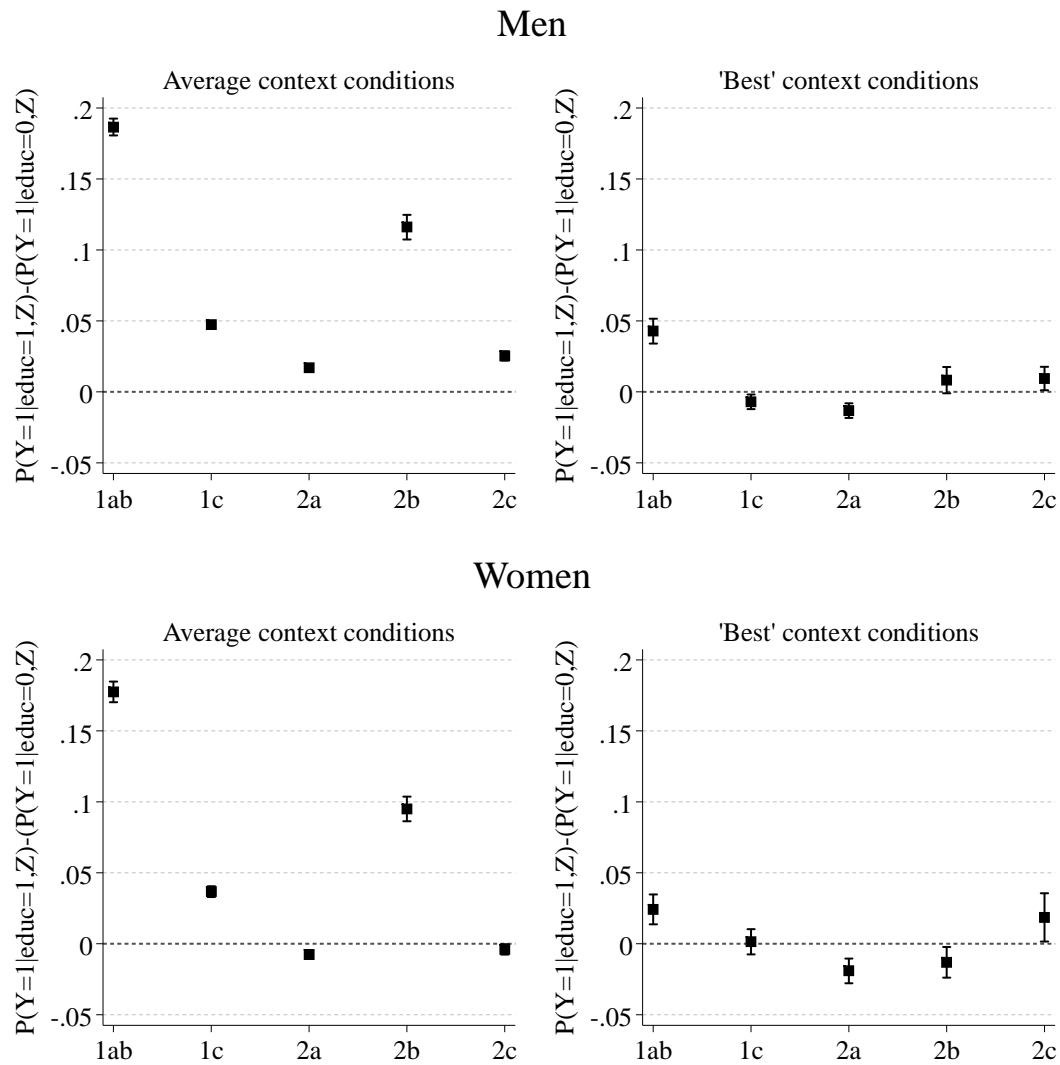 Men
Average context conditions
P(Y=1|educ=1,Z)-(P(Y=1|educ=0,Z)
.2
.15
.1
.05
0
-.05
1ab 1c 2a 2b 2c
'Best' context conditions
P(Y=1|educ=1,Z)-(P(Y=1|educ=0,Z)
.2
.15
.1
.05
0
-.05
1ab 1c 2a 2b 2c
Women
Average context conditions
P(Y=1|educ=1,Z)-(P(Y=1|educ=0,Z)
.2
.15
.1
.05
0
-.05
1ab 1c 2a 2b 2c
'Best' context conditions
P(Y=1|educ=1,Z)-(P(Y=1|educ=0,Z)
.2
.15
.1
.05
0
-.05
1ab 1c 2a 2b 2c